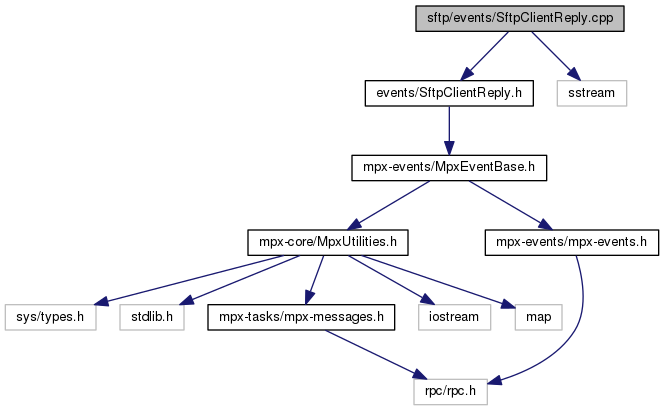 sftp/events/SftpClientReply.cpp
events/SftpClientReply.h
sstream
mpx-events/MpxEventBase.h
mpx-core/MpxUtilities.h
mpx-events/mpx-events.h
sys/types.h
stdlib.h
mpx-tasks/mpx-messages.h
iostream
map
rpc/rpc.h